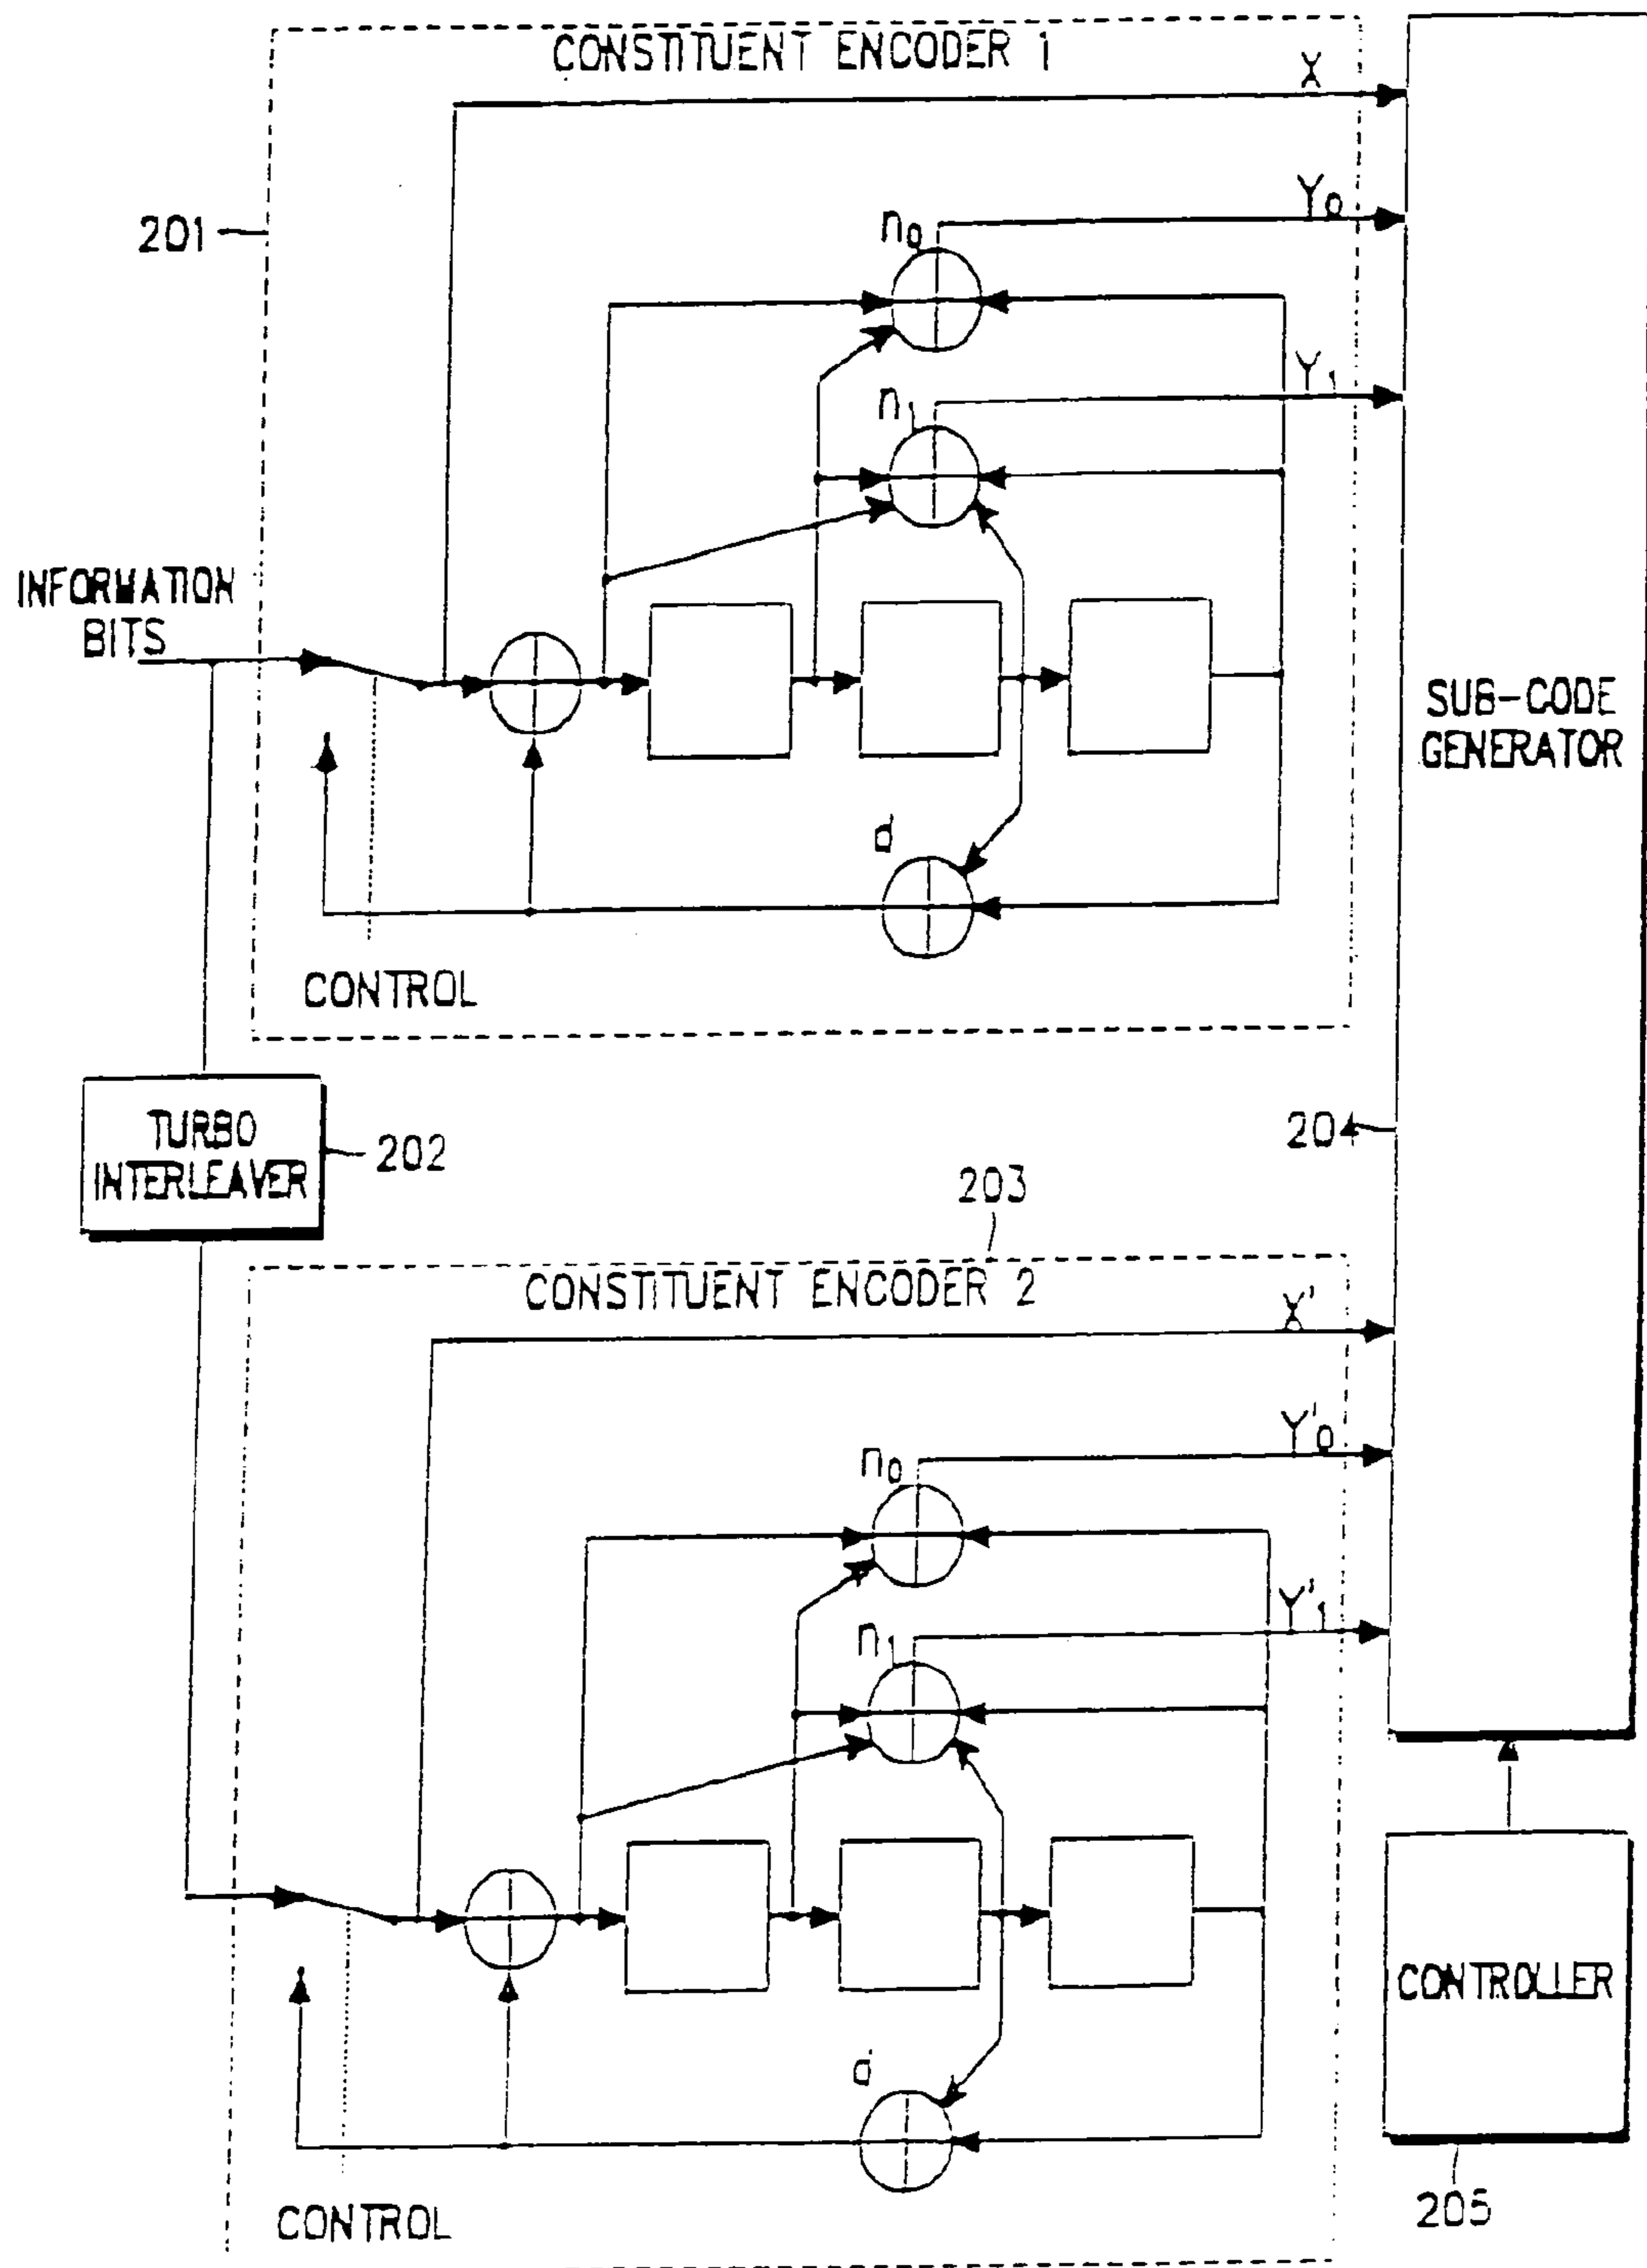 CONSTITUENT ENCODER 1
X
201
Y0
n0
Y1
n1
INFORMATION
BITS
SUB-CODE
GENERATOR
d
CONTROL
TURBO
INTERLEAVER
202
204
203
CONSTITUENT ENCODER 2
X'
Y'0
n0
Y'1
n1
CONTROLLER
d
205
CONTROL